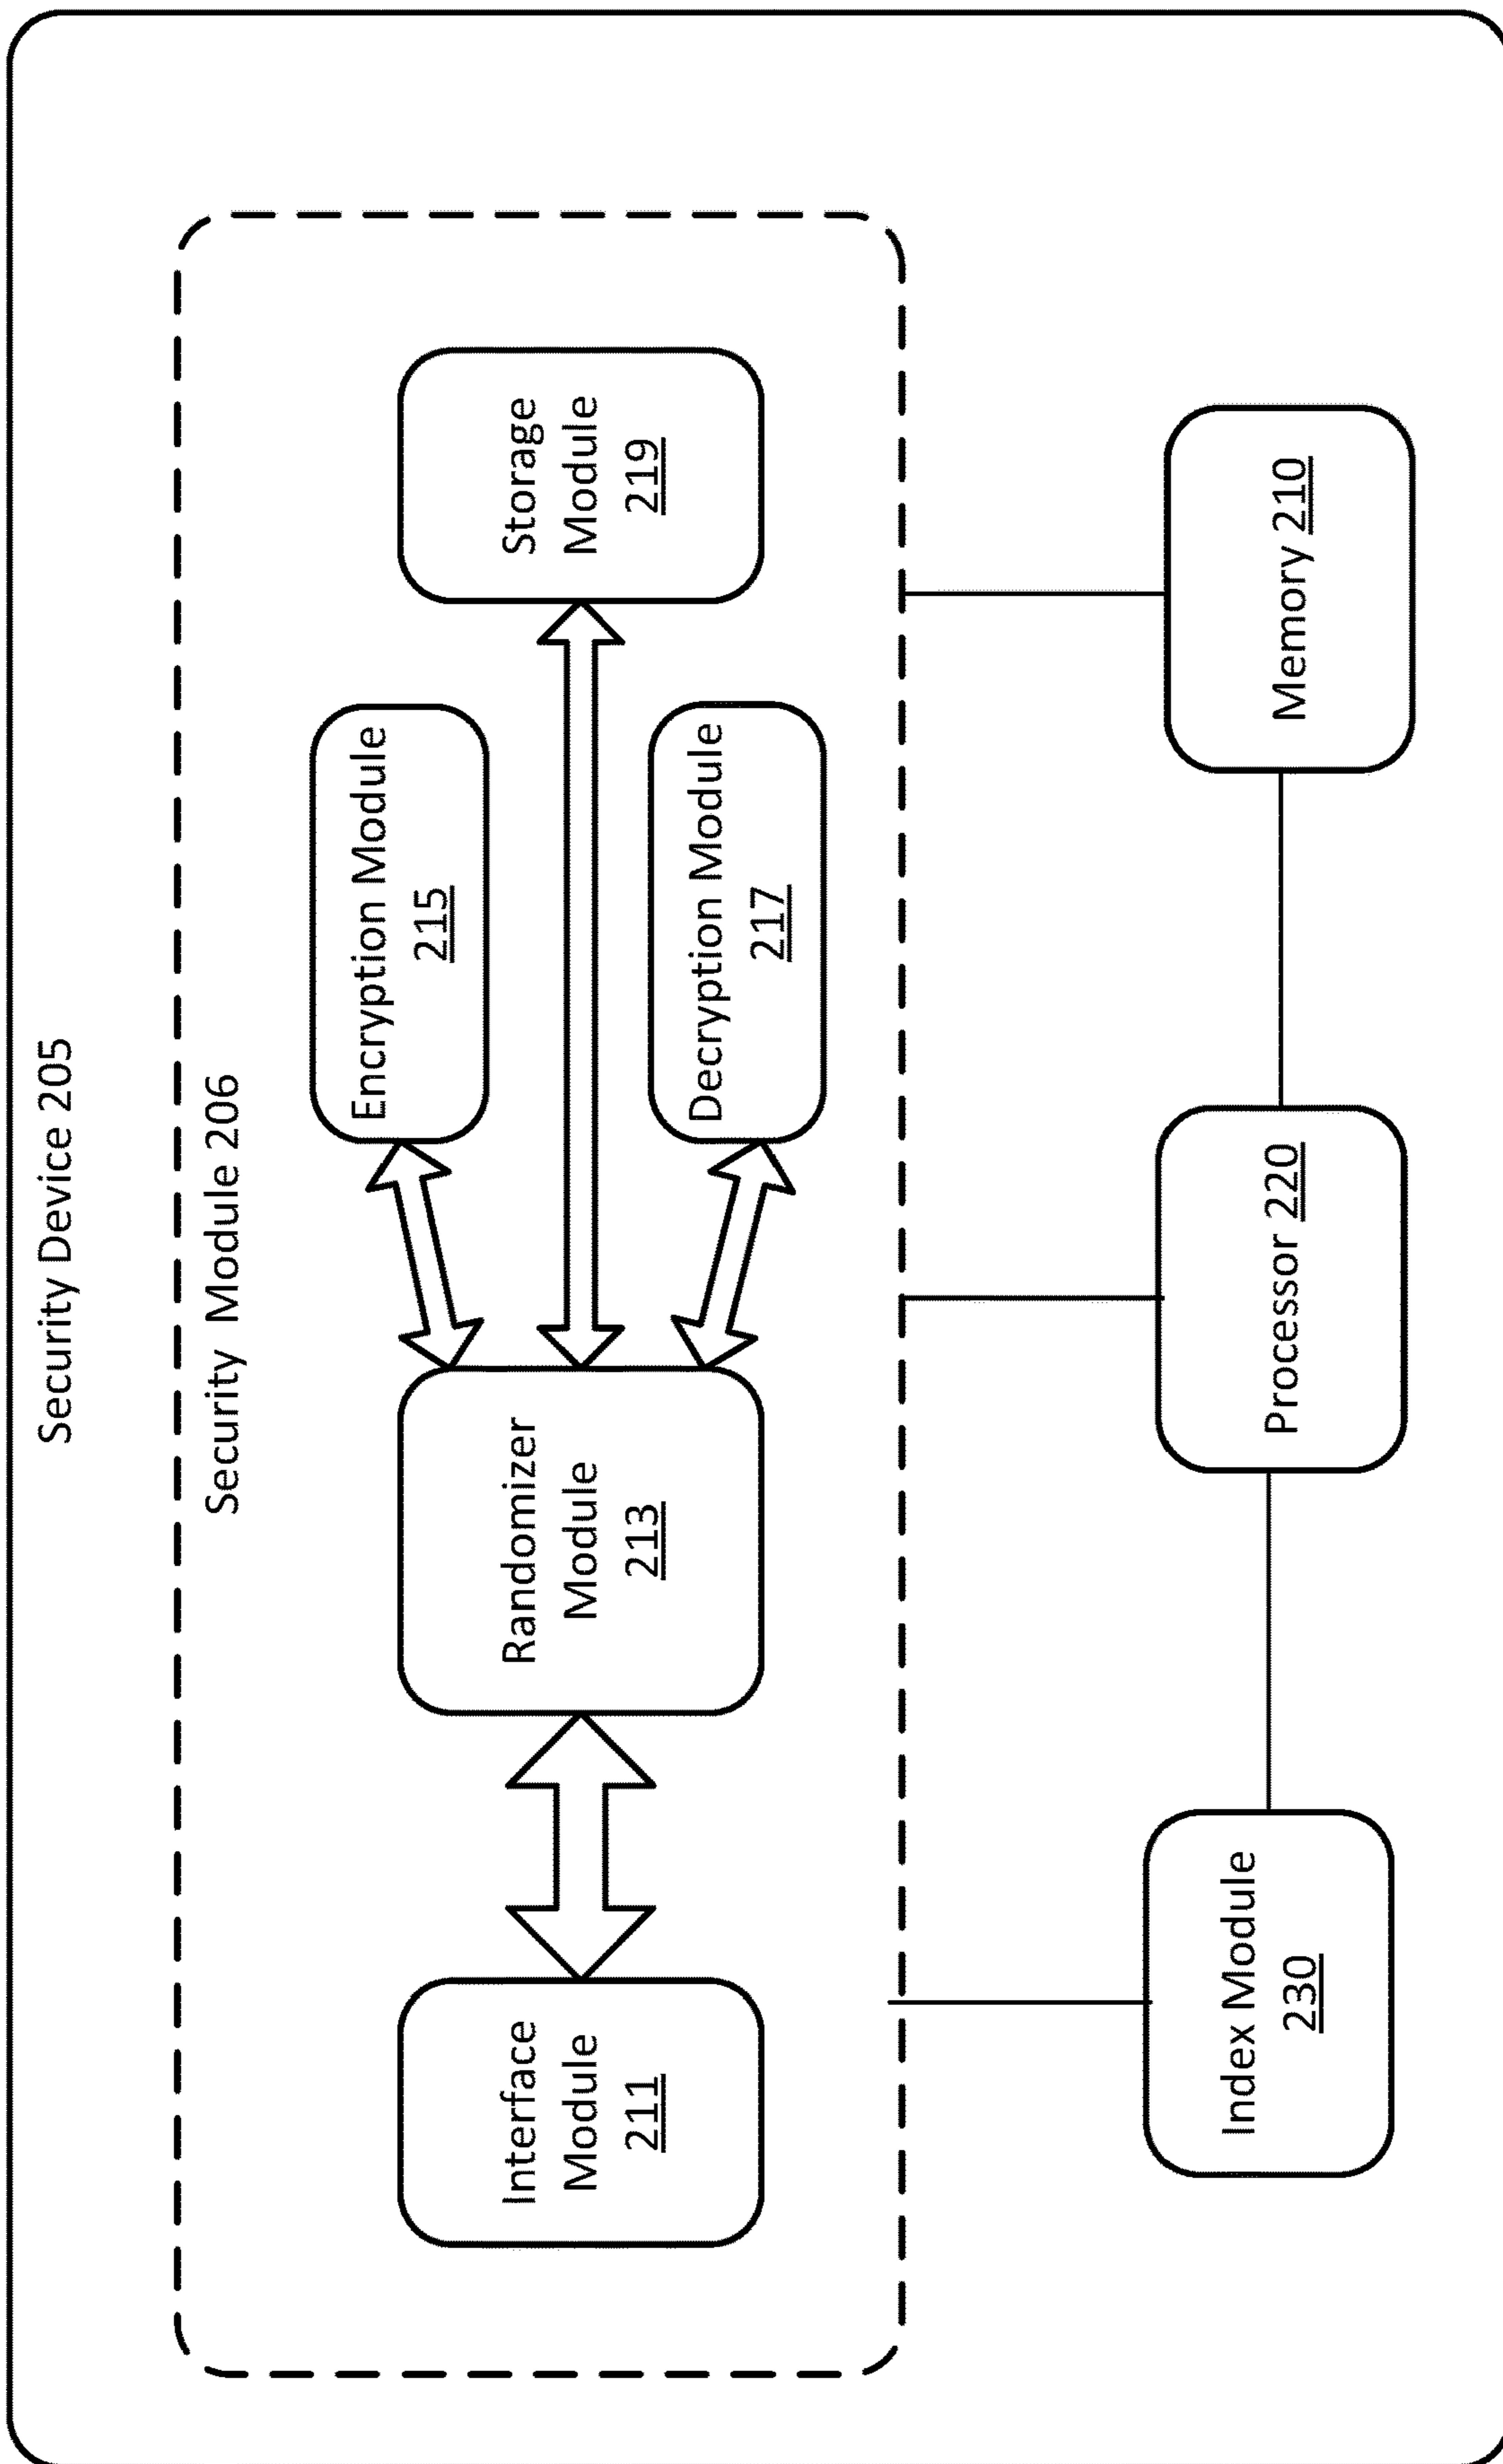 Security Device 205
Security Module 206
Interface
Module
211
Randomizer
Module
213
Encryption Module
215
Decryption Module
217
Storage
Module
219
Index Module
230
Processor 220
Memory 210